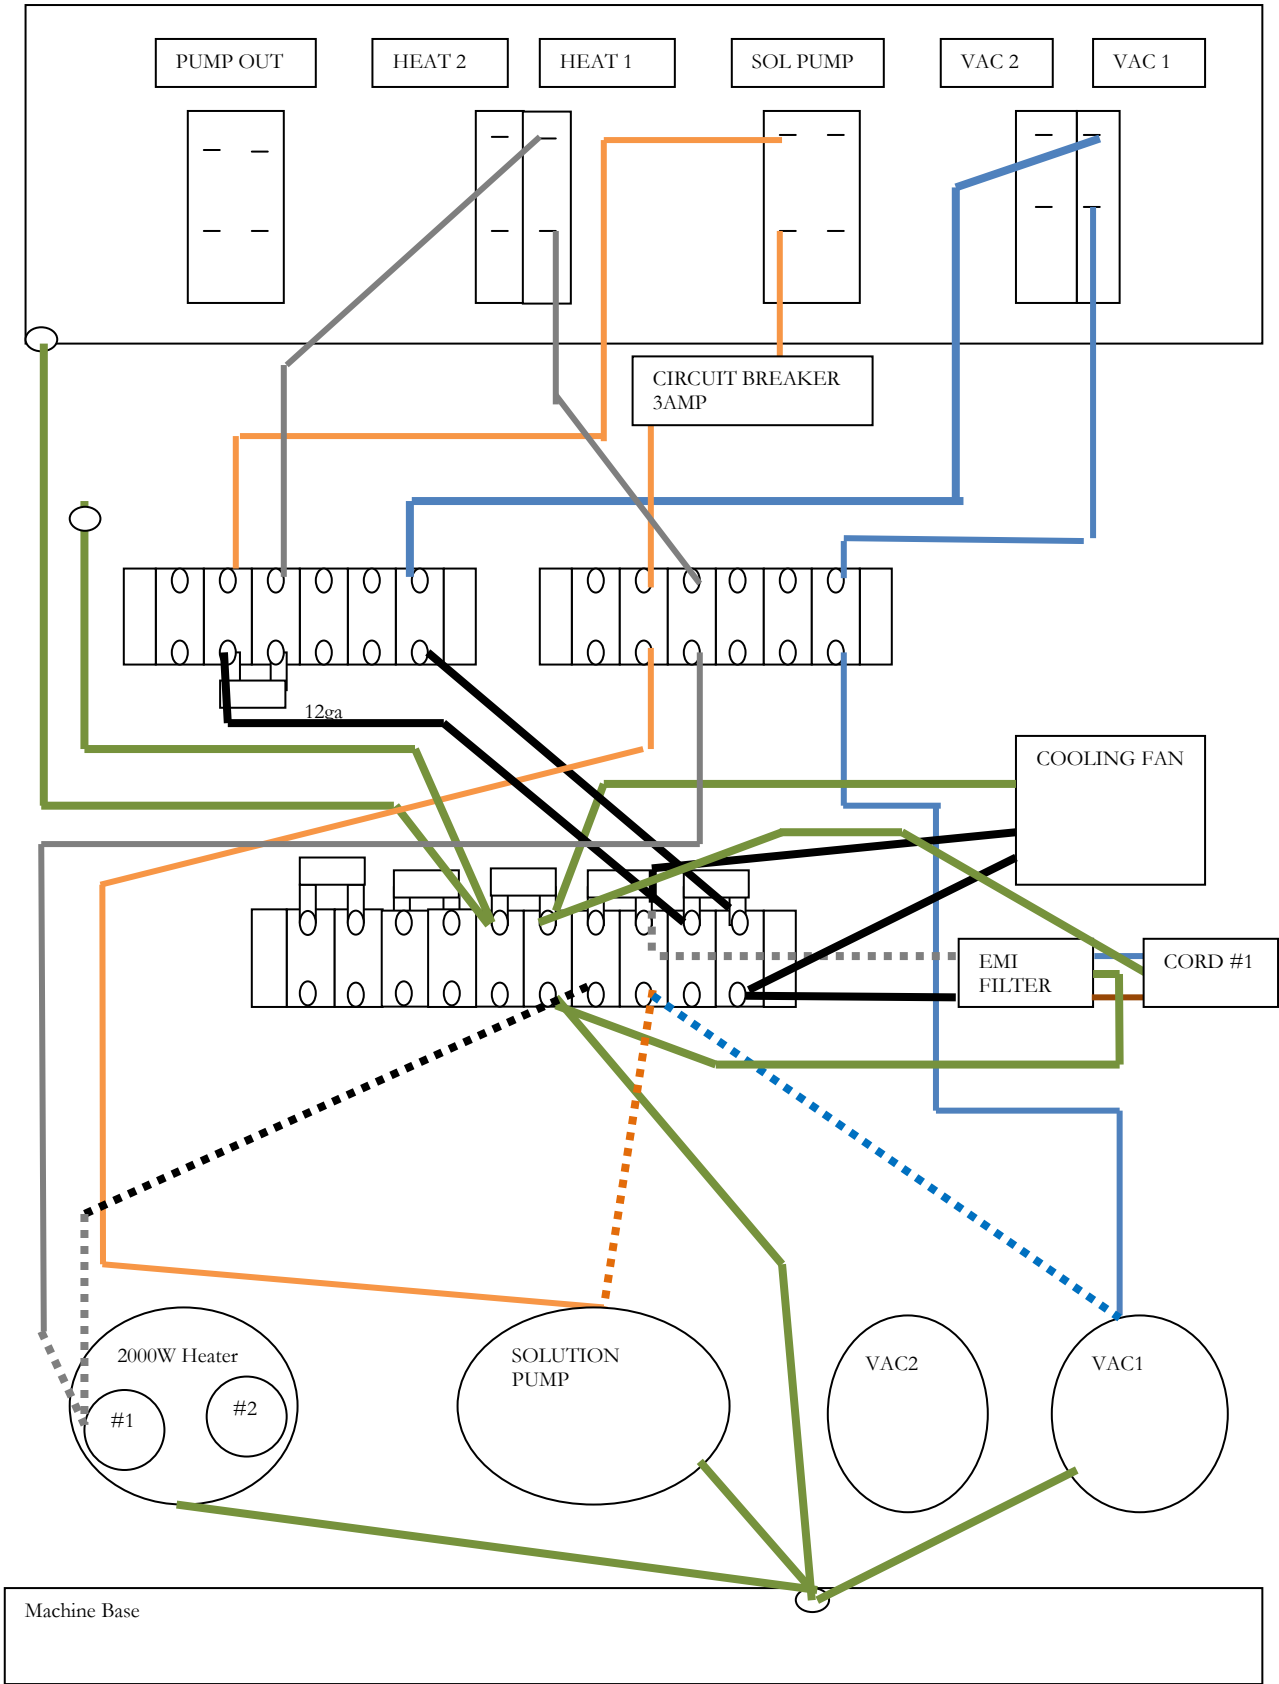 PUMP OUT
HEAT 2
HEAT 1
SOL PUMP
VAC 2
VAC 1
CIRCUIT BREAKER
3AMP
12ga
COOLING FAN
EMI
FILTER
CORD #1
2000W Heater
#1
#2
SOLUTION
PUMP
VAC2
VAC1
Machine Base